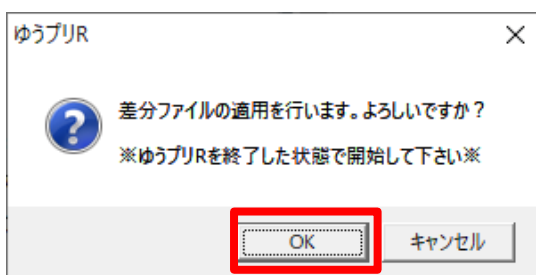 ゆうプリR
差分ファイルの適用を行います。よろしいですか？
※ゆうプリRを終了した状態で開始して下さい※
OK
キャンセル